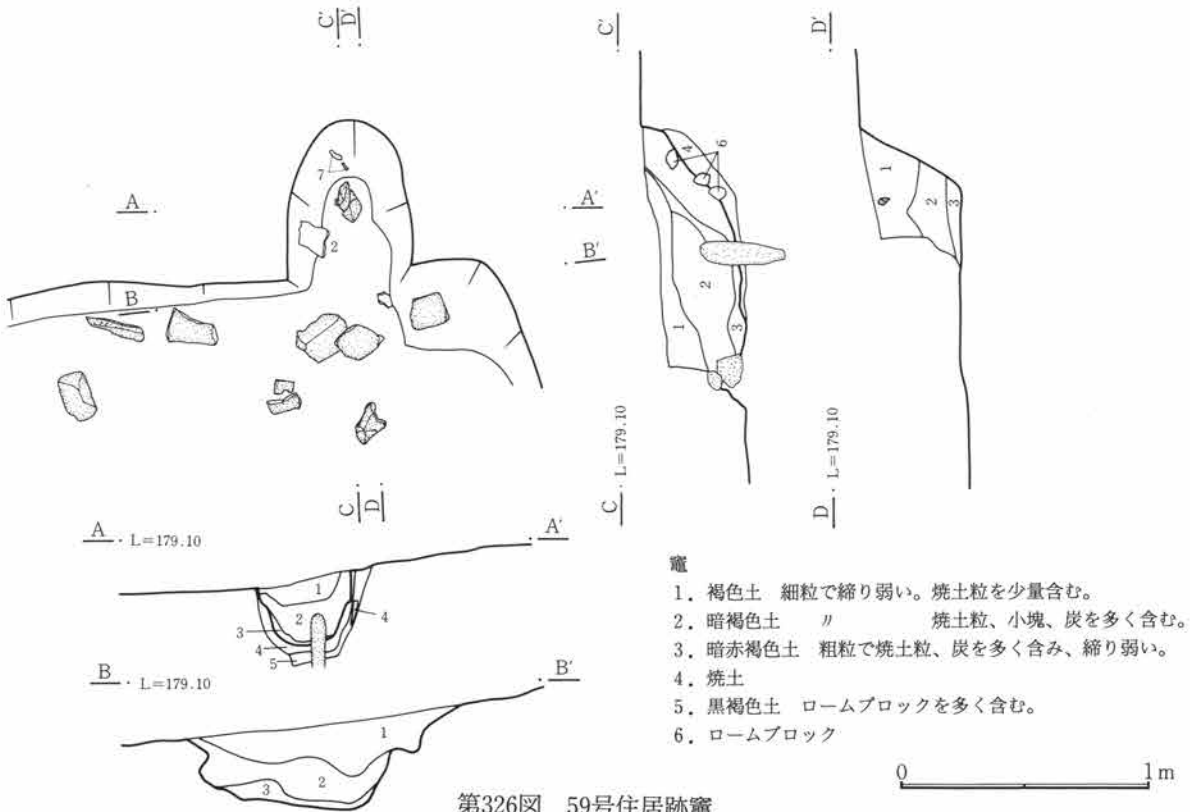 C' D'
C'
D'
7
A
A'
B'
2
B
4
6
1
2
3
2
1
3
C L=179.10
D L=179.10
C D
A L=179.10
A'
1
2
3
4
4
5
B L=179.10
B'
1
2
3
竈
1. 褐色土 細粒で締り弱い。焼土粒を少量含む。
2. 暗褐色土 〃 焼土粒、小塊、炭を多く含む。
3. 暗赤褐色土 粗粒で焼土粒、炭を多く含み、締り弱い。
4. 焼土
5. 黒褐色土 ロームブロックを多く含む。
6. ロームブロック
0 1m
第326図 59号住居跡竈